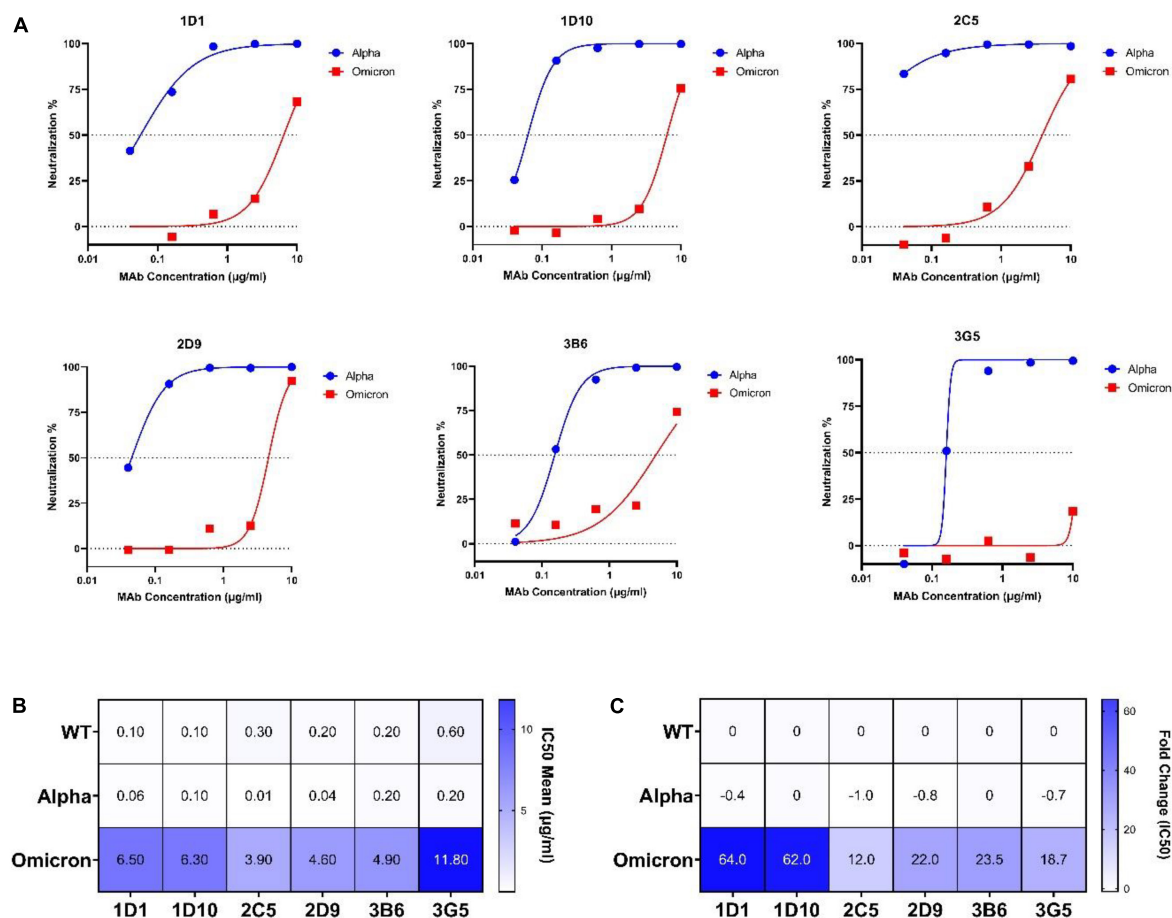 A
1D1
100
75
50
25
0
Neutralization %
0.01 0.1 1 10
MAb Concentration (µg/ml)
Alpha
Omicron
1D10
100
75
50
25
0
Neutralization %
0.01 0.1 1 10
MAb Concentration (µg/ml)
Alpha
Omicron
2C5
100
75
50
25
0
Neutralization %
0.01 0.1 1 10
MAb Concentration (µg/ml)
Alpha
Omicron
2D9
100
75
50
25
0
Neutralization %
0.01 0.1 1 10
MAb Concentration (µg/ml)
Alpha
Omicron
3B6
100
75
50
25
0
Neutralization %
0.01 0.1 1 10
MAb Concentration (µg/ml)
Alpha
Omicron
3G5
100
75
50
25
0
Neutralization %
0.01 0.1 1 10
MAb Concentration (µg/ml)
Alpha
Omicron
B
WT 0.10 0.10 0.30 0.20 0.20 0.60
Alpha 0.06 0.10 0.01 0.04 0.20 0.20
Omicron 6.50 6.30 3.90 4.60 4.90 11.80
1D1 1D10 2C5 2D9 3B6 3G5
10
5
IC50 Mean (µg/ml)
C
WT 0 0 0 0 0 0
Alpha -0.4 0 -1.0 -0.8 0 -0.7
Omicron 64.0 62.0 12.0 22.0 23.5 18.7
1D1 1D10 2C5 2D9 3B6 3G5
60
40
20
0
Fold Change (IC50)